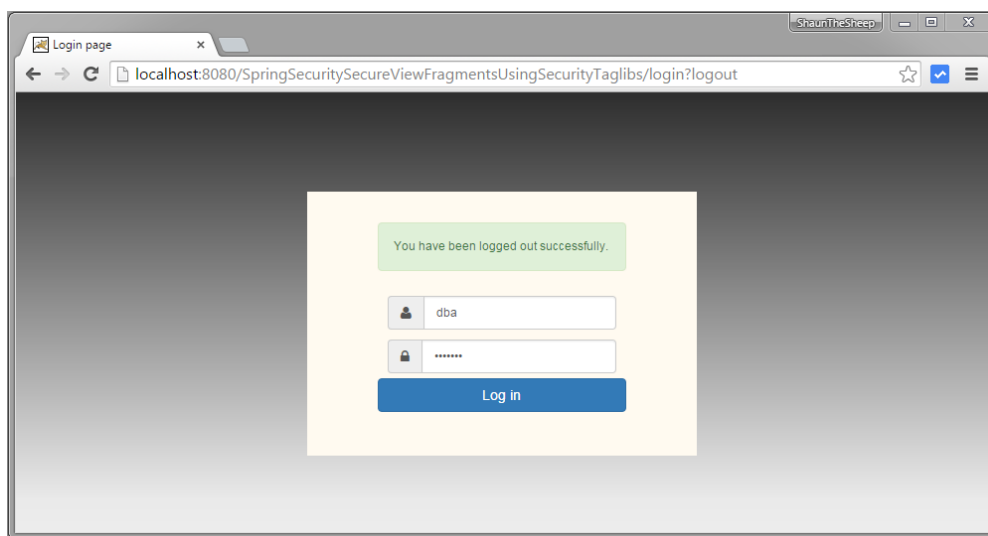 ShaunTheSheep
Login page
localhost:8080/SpringSecuritySecureViewFragmentsUsingSecurityTaglibs/login?logout
You have been logged out successfully.
dba
•••••••
Log in